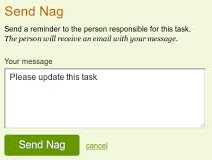 Send Nag
Send a reminder to the person responsible for this task.
The person will receive an email with your message.
Your message
Please update this task
Send Nag
cancel